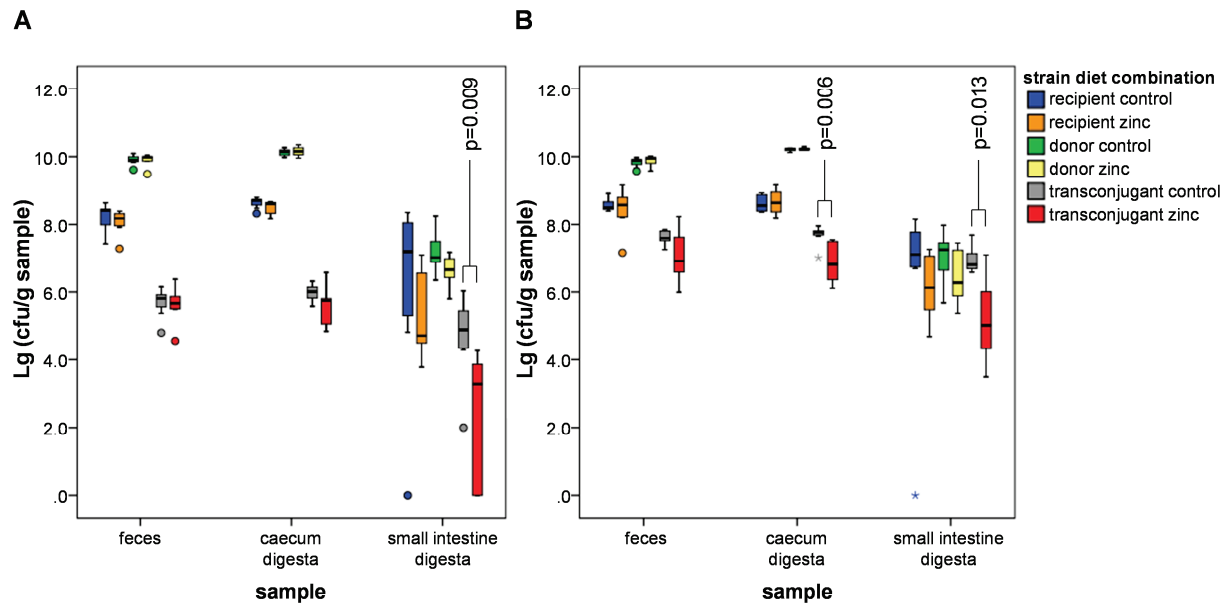 A
B
Lg (cfu/g sample)
12.0
10.0
8.0
6.0
4.0
2.0
.0
p=0.009
feces
caecum
digesta
small intestine
digesta
sample
Lg (cfu/g sample)
12.0
10.0
8.0
6.0
4.0
2.0
.0
p=0.006
p=0.013
feces
caecum
digesta
small intestine
digesta
sample
strain diet combination
recipient control
recipient zinc
donor control
donor zinc
transconjugant control
transconjugant zinc